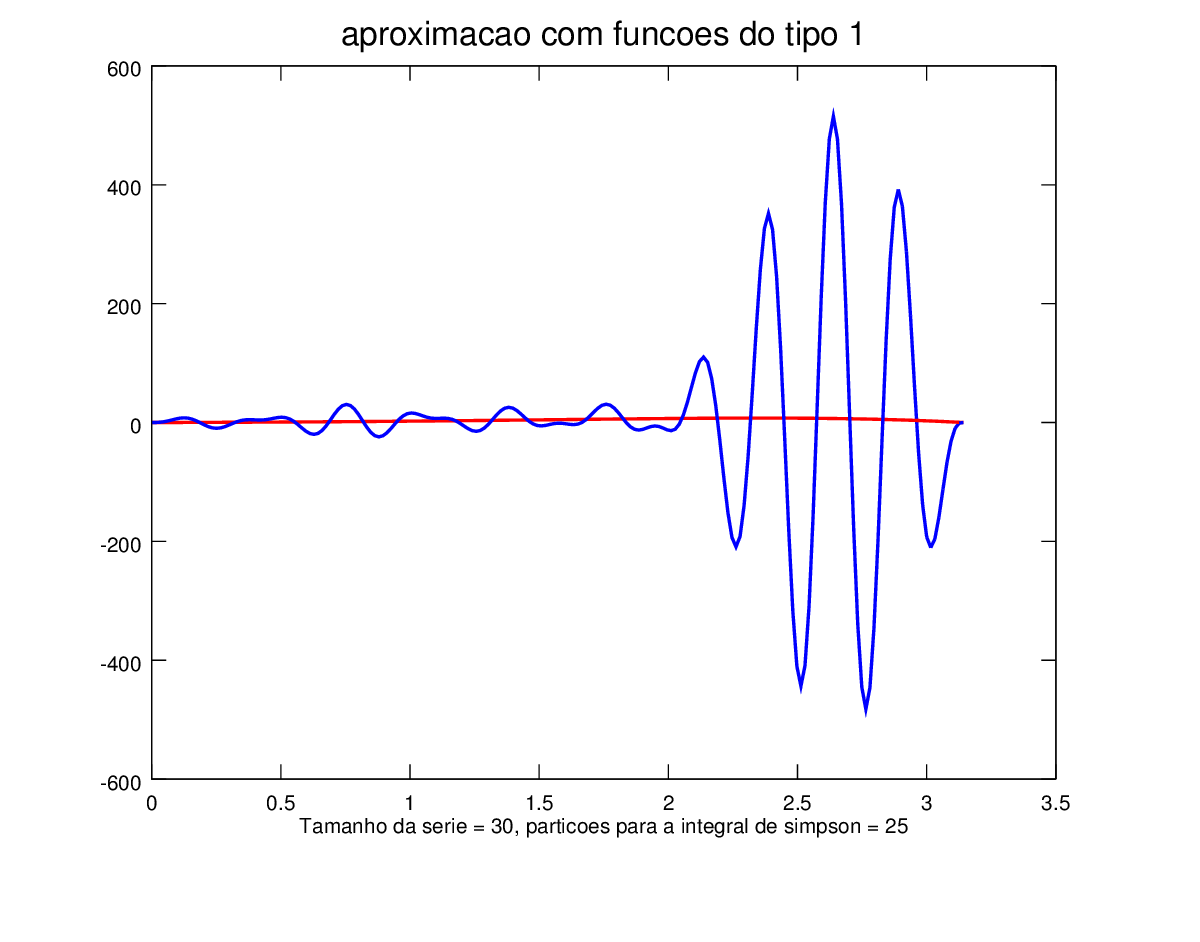 aproximacao com funcoes do tipo 1
600
400
200
0
-200
-400
-600
0 0.5 1 1.5 2 2.5 3 3.5
Tamanho da serie = 30, particoes para a integral de simpson = 25